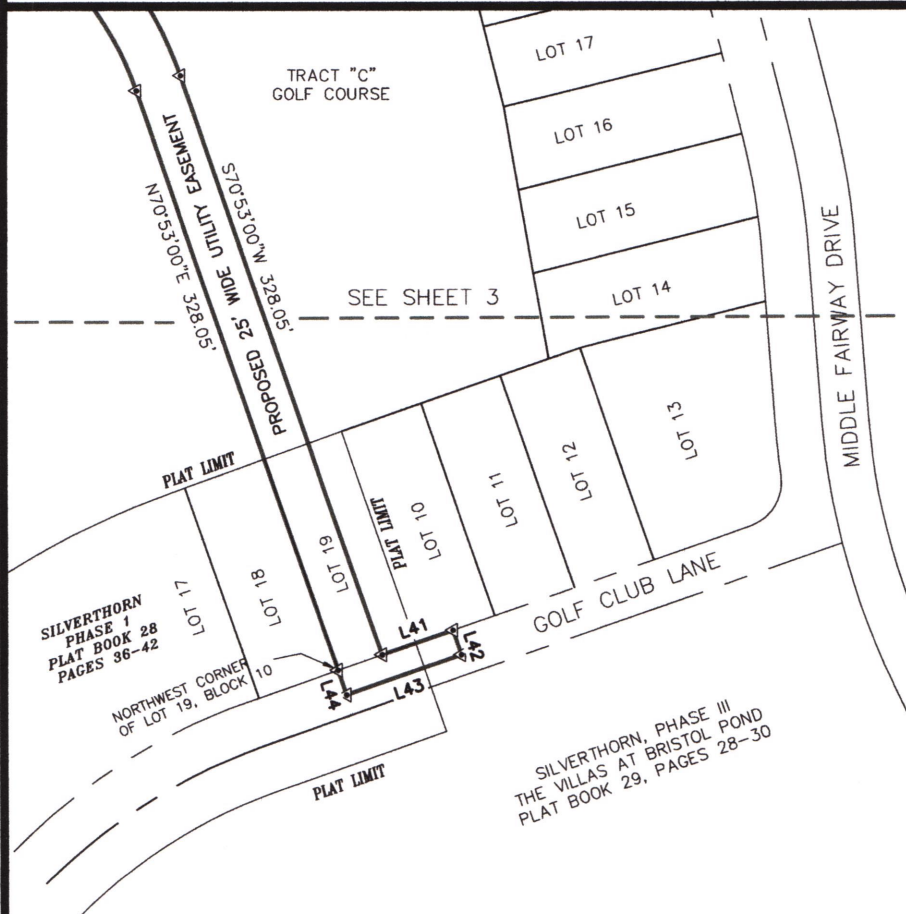 LOT 17
TRACT "C"
GOLF COURSE
LOT 16
LOT 15
LOT 14
N70°53'00"E 328.05'
PROPOSED 25' WIDE UTILITY EASEMENT
S70°53'00"W 328.05'
SEE SHEET 3
MIDDLE FAIRWAY DRIVE
LOT 13
LOT 12
LOT 11
LOT 10
PLAT LIMIT
PLAT LIMIT
LOT 19
LOT 18
LOT 17
SILVERTHORN
PHASE 1
PLAT BOOK 28
PAGES 36-42
GOLF CLUB LANE
L41
L42
L43
L44
NORTHWEST CORNER
OF LOT 19, BLOCK 10
PLAT LIMIT
SILVERTHORN, PHASE III
THE VILLAS AT BRISTOL POND
PLAT BOOK 29, PAGES 28-30